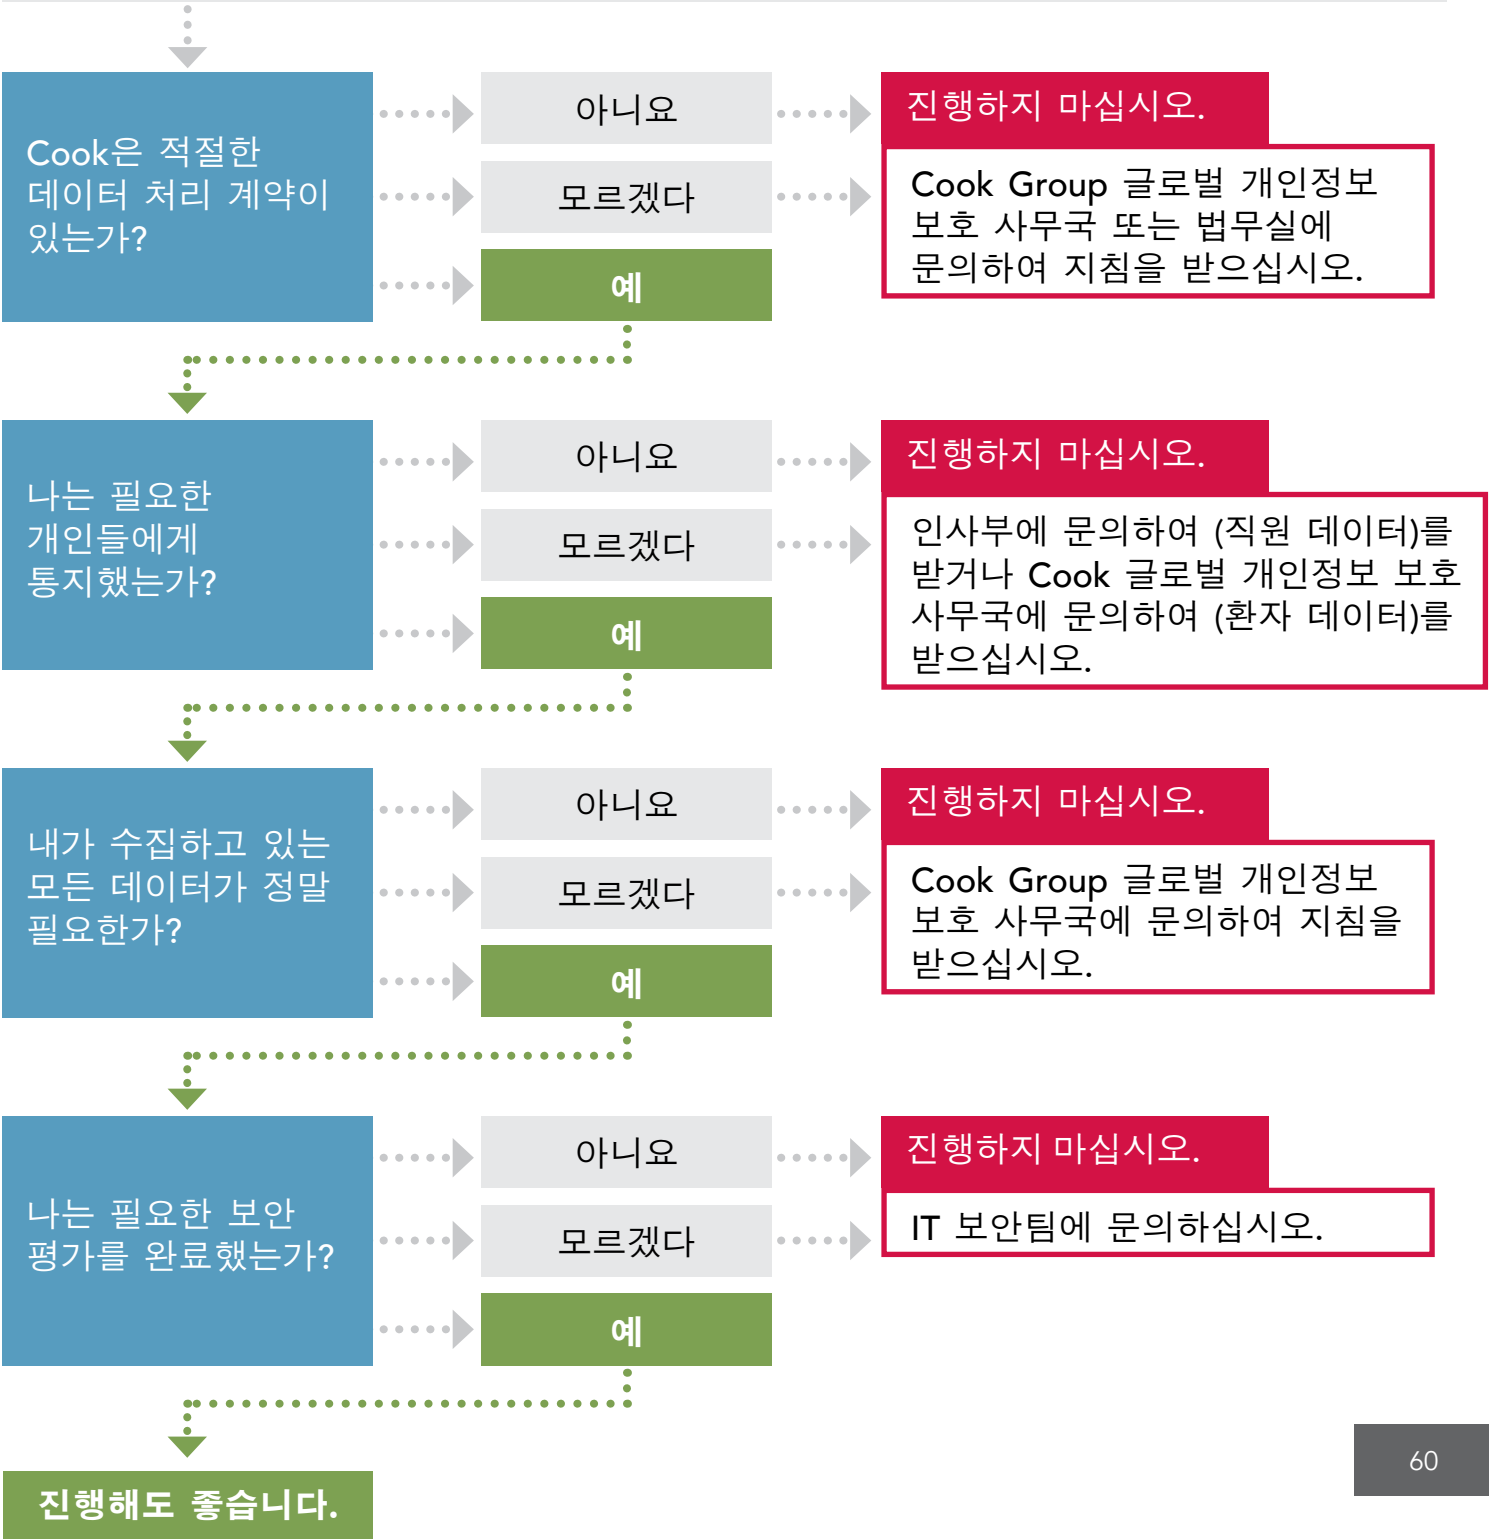 Cook은 적절한
데이터 처리 계약이
있는가?
아니요
모르겠다
예
진행하지 마십시오.
Cook Group 글로벌 개인정보
보호 사무국 또는 법무실에
문의하여 지침을 받으십시오.
나는 필요한
개인들에게
통지했는가?
아니요
모르겠다
예
진행하지 마십시오.
인사부에 문의하여 (직원 데이터)를
받거나 Cook 글로벌 개인정보 보호
사무국에 문의하여 (환자 데이터)를
받으십시오.
내가 수집하고 있는
모든 데이터가 정말
필요한가?
아니요
모르겠다
예
진행하지 마십시오.
Cook Group 글로벌 개인정보
보호 사무국에 문의하여 지침을
받으십시오.
나는 필요한 보안
평가를 완료했는가?
아니요
모르겠다
예
진행하지 마십시오.
IT 보안팀에 문의하십시오.
진행해도 좋습니다.
60